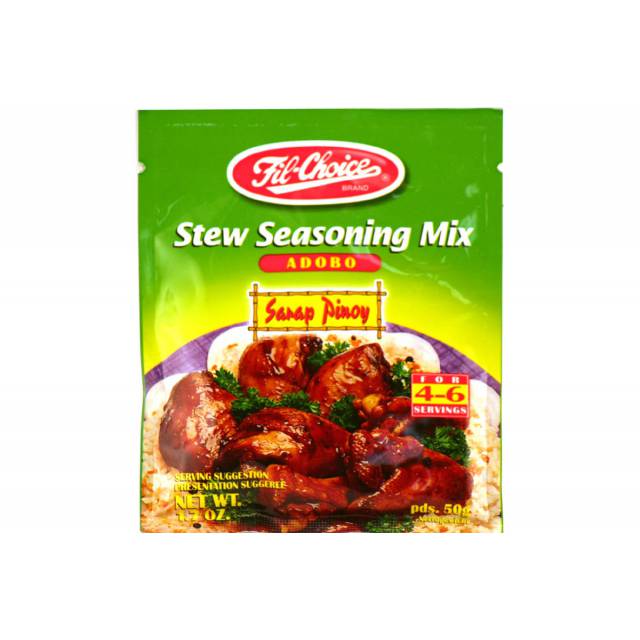 Fil-Choice®
BRAND
Stew Seasoning Mix
ADOBO
Sarap Pinoy
FOR
4-6
SERVINGS
SERVING SUGGESTION
PRESENTATION SUGGEREE
NET WT.
1.7 OZ.
pds. 50g